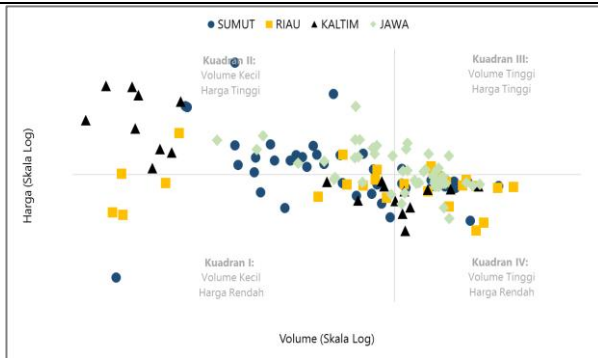 SUMUT RIAU KALTIM JAWA
Kuadran II:
Volume Kecil
Harga Tinggi
Kuadran III:
Volume Tinggi
Harga Tinggi
Harga (Skala Log)
Kuadran I:
Volume Kecil
Harga Rendah
Kuadran IV:
Volume Tinggi
Harga Rendah
Volume (Skala Log)